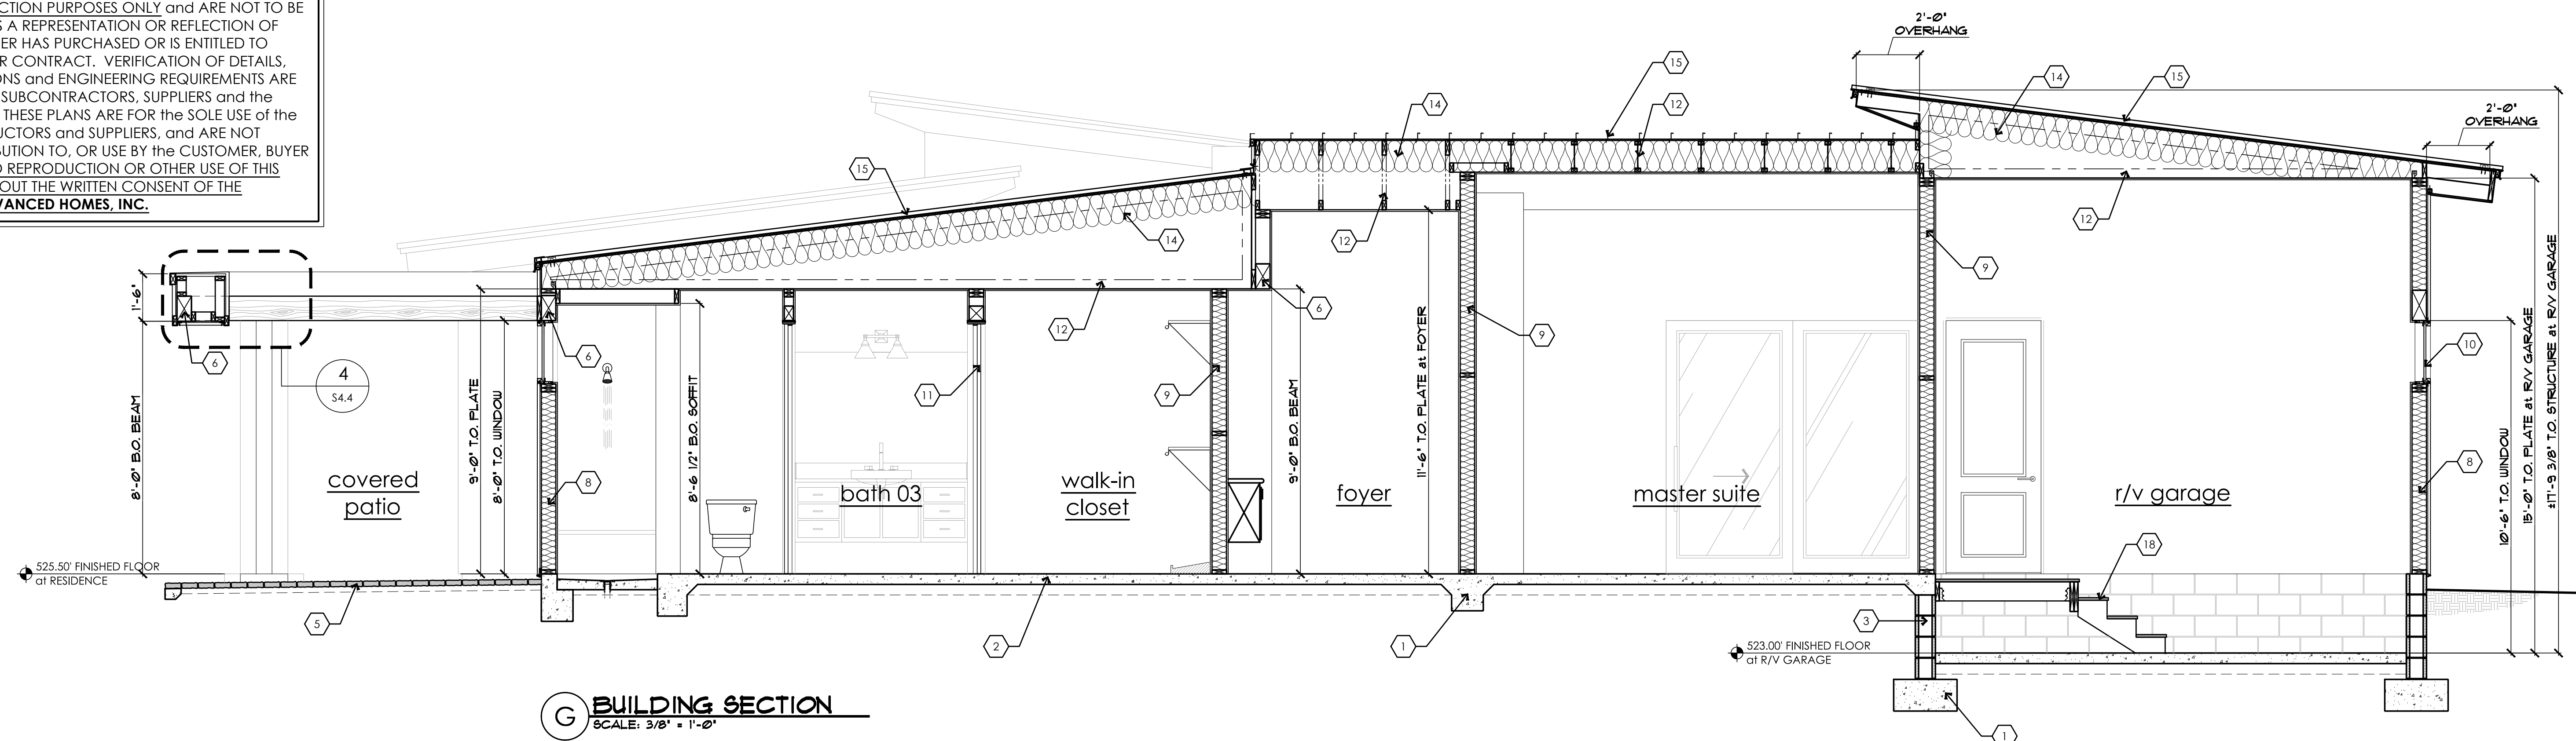 CTION PURPOSES ONLY and ARE NOT TO BE
S A REPRESENTATION OR REFLECTION OF
ER HAS PURCHASED OR IS ENTITLED TO
R CONTRACT. VERIFICATION OF DETAILS,
ONS and ENGINEERING REQUIREMENTS ARE
SUBCONTRACTORS, SUPPLIERS and the
THESE PLANS ARE FOR the SOLE USE of the
UCTORS and SUPPLIERS, and ARE NOT
BUTION TO, OR USE BY the CUSTOMER, BUYER
O REPRODUCTION OR OTHER USE OF THIS
OUT THE WRITTEN CONSENT OF THE
VANCED HOMES, INC.
2'-0"
OVERHANG
15
14
12
14
15
2'-0"
OVERHANG
15
14
12
12
12
12
9
6
6
6
9
10
11
9
8
8
1'-6"
8'-0" B.O. BEAM
4
S4.4
9'-0" T.O. PLATE
8'-0" T.O. WINDOW
8'-6 1/2" B.O. SOFFIT
9'-0" B.O. BEAM
11'-6" T.O. PLATE at FOYER
10'-6" T.O. WINDOW
15'-0" T.O. PLATE at R/V GARAGE
±17'-9 3/8" T.O. STRUCTURE at R/V GARAGE
covered
patio
bath 03
walk-in
closet
foyer
master suite
r/v garage
525.50' FINISHED FLOOR
at RESIDENCE
5
2
1
3
18
523.00' FINISHED FLOOR
at R/V GARAGE
1
G
BUILDING SECTION
SCALE: 3/8" = 1'-0"